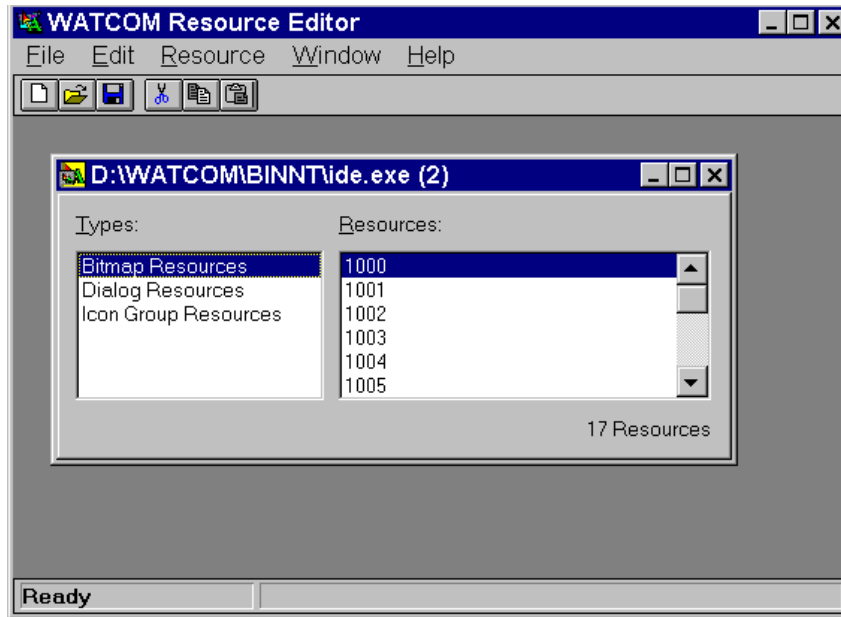 WATCOM Resource Editor
File Edit Resource Window Help
D:\WATCOM\BINNT\ide.exe (2)
Types: Resources:
Bitmap Resources 1000
Dialog Resources 1001
Icon Group Resources 1002
1003
1004
1005
17 Resources
Ready